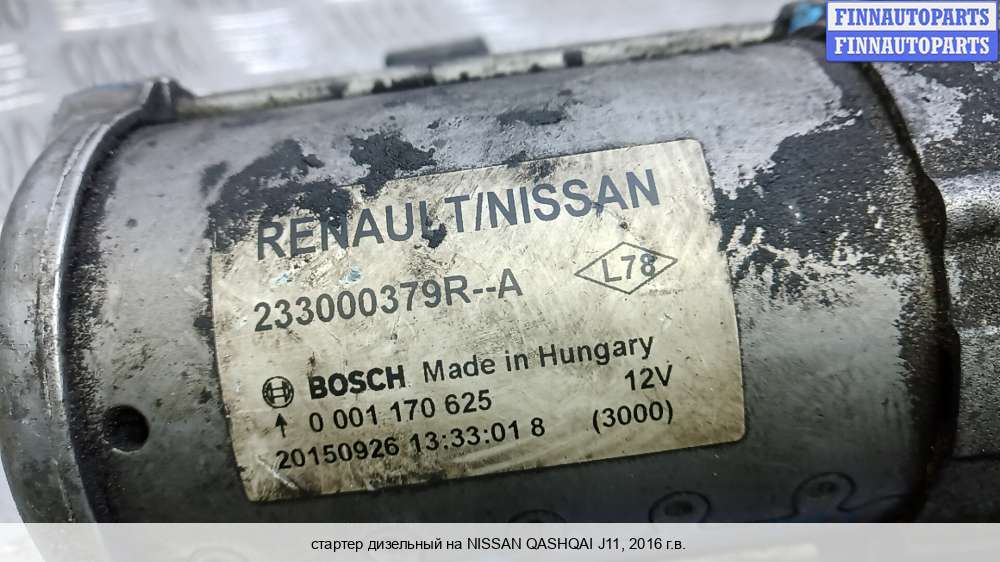 FINNAUTOPARTS
FINNAUTOPARTS
RENAULT/NISSAN
233000379R--A
L78
BOSCH Made in Hungary
0 001 170 625 12V
20150926 13:33:01 8 (3000)
стартер дизельный на NISSAN QASHQAI J11, 2016 г.в.